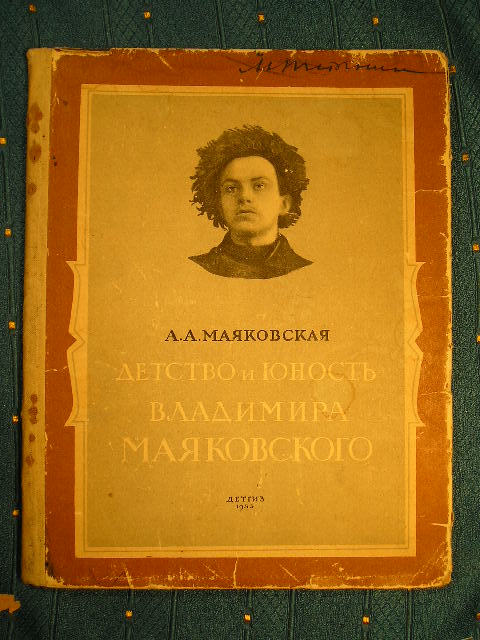 А.А.МАЯКОВСКАЯ
ДЕТСТВО и ЮНОСТЬ
ВЛАДИМИРА
МАЯКОВСКОГО
ДЕТГИЗ